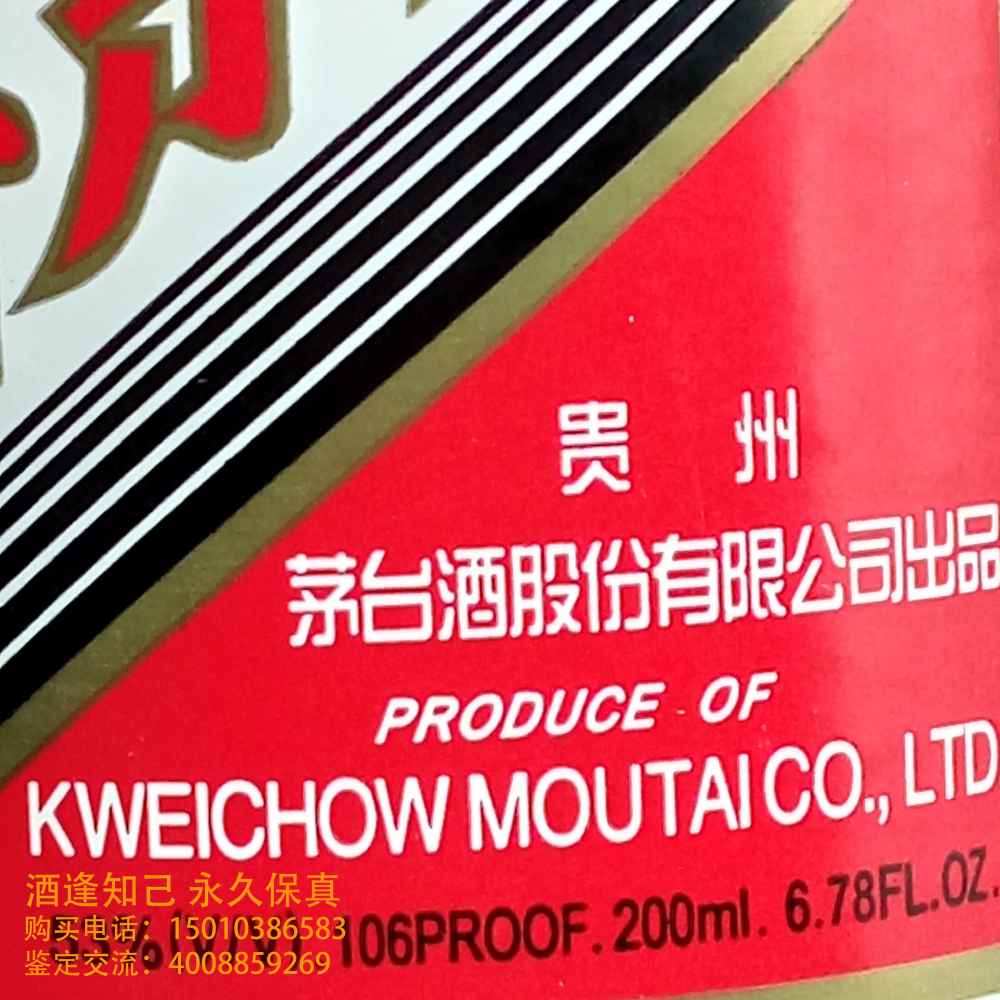 贵 州
茅台酒股份有限公司出品
PRODUCE OF
KWEICHOW MOUTAI CO., LTD
酒逢知己 永久保真
购买电话：15010386583
鉴定交流：4008859269
53%(V/V) 106PROOF. 200ml. 6.78FL.OZ.